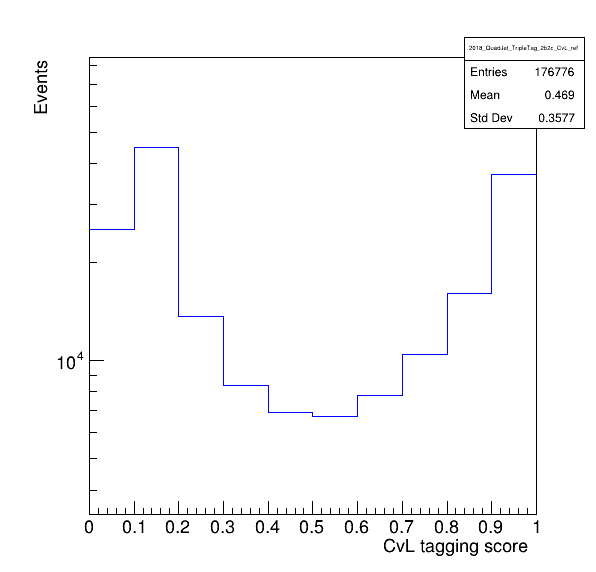 2018_QuadJet_TripleTag_2b2c_CvL_ref
Entries 176776
Mean 0.469
Std Dev 0.3577
Events
10^4
0 0.1 0.2 0.3 0.4 0.5 0.6 0.7 0.8 0.9 1
CvL tagging score